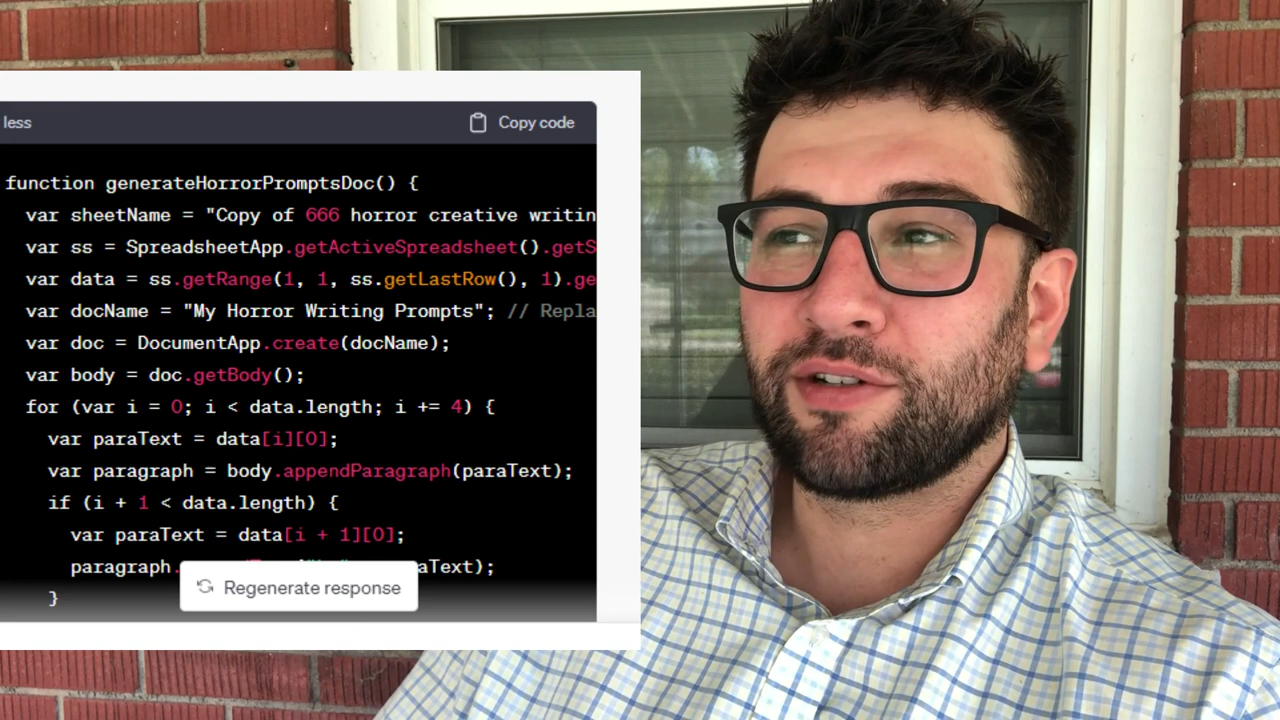 less
Copy code
function generateHorrorPromptsDoc() {
var sheetName = "Copy of 666 horror creative writin
var ss = SpreadsheetApp.getActiveSpreadsheet().getS
var data = ss.getRange(1, 1, ss.getLastRow(), 1).ge
var docName = "My Horror Writing Prompts"; // Repla
var doc = DocumentApp.create(docName);
var body = doc.getBody();
for (var i = 0; i < data.length; i += 4) {
var paraText = data[i][0];
var paragraph = body.appendParagraph(paraText);
if (i + 1 < data.length) {
var paraText = data[i + 1][0];
paragraph. aText);
Regenerate response
}